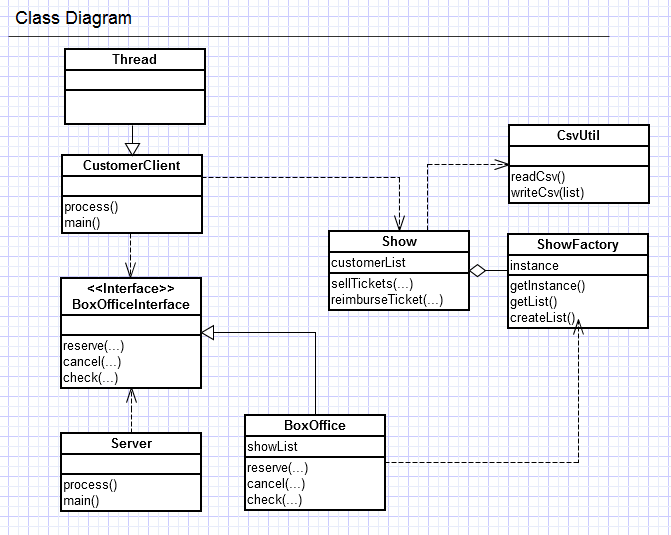 Class Diagram
Thread
CustomerClient
process()
main()
CsvUtil
readCsv()
writeCsv(list)
Show
customerList
sellTickets(...)
reimburseTicket(...)
ShowFactory
instance
getInstance()
getList()
createList()
<<Interface>>
BoxOfficeInterface
reserve(...)
cancel(...)
check(...)
BoxOffice
showList
reserve(...)
cancel(...)
check(...)
Server
process()
main()